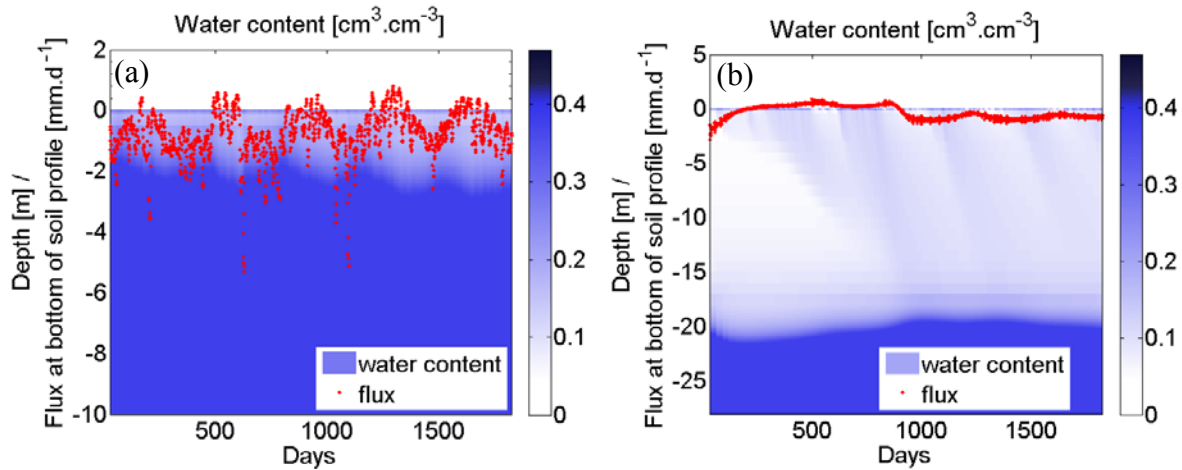 Water content [cm³.cm⁻³]
(a)
2
0
-2
-4
-6
-8
-10
500
1000
1500
Days
Depth [m] /
Flux at bottom of soil profile [mm.d⁻¹]
water content
flux
0.4
0.3
0.2
0.1
0
Water content [cm³.cm⁻³]
(b)
5
0
-5
-10
-15
-20
-25
500
1000
1500
Days
Depth [m] /
Flux at bottom of soil profile [mm.d⁻¹]
water content
flux
0.4
0.3
0.2
0.1
0